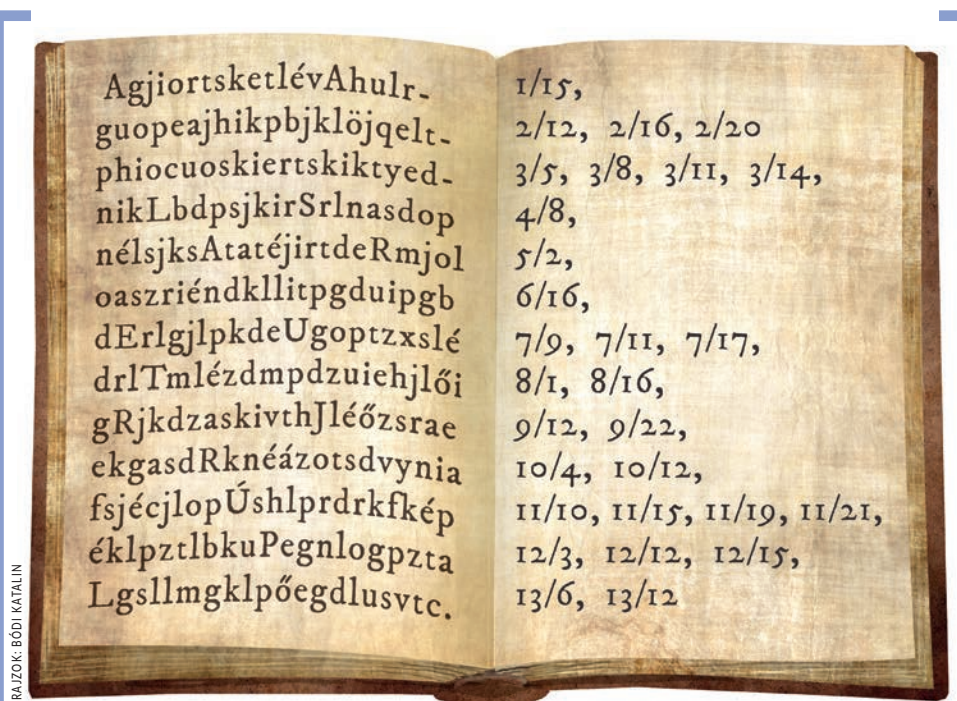 AgjiortsketlévAhulr-
guopeajhikpbjklöjqelt-
phiocuoskiertskiktyed-
nikLbdpsjkirSrlnasdop
nélsjksAtatéjirtdeRmjol
oaszriéndkllitpgduipgb
dErlgjlpkdeUgoptzxslé
drlTmlézdmpdzuiehjlői
gRjkdzaskivthJléőzsrae
ekgasdRknéázotsdvynia
fsjécjlopÚshlprdrkfkép
éklpztlbkuPegnlogpzta
Lgsllmgklpőegdlusvtc.
1/15,
2/12, 2/16, 2/20
3/5, 3/8, 3/11, 3/14,
4/8,
5/2,
6/16,
7/9, 7/11, 7/17,
8/1, 8/16,
9/12, 9/22,
10/4, 10/12,
11/10, 11/15, 11/19, 11/21,
12/3, 12/12, 12/15,
13/6, 13/12
RAJZOK: BÓDI KATALIN